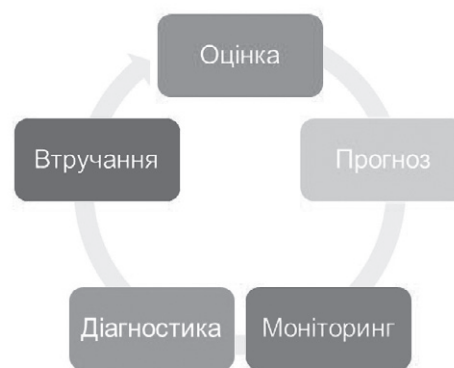 Оцінка
Прогноз
Моніторинг
Діагностика
Втручання